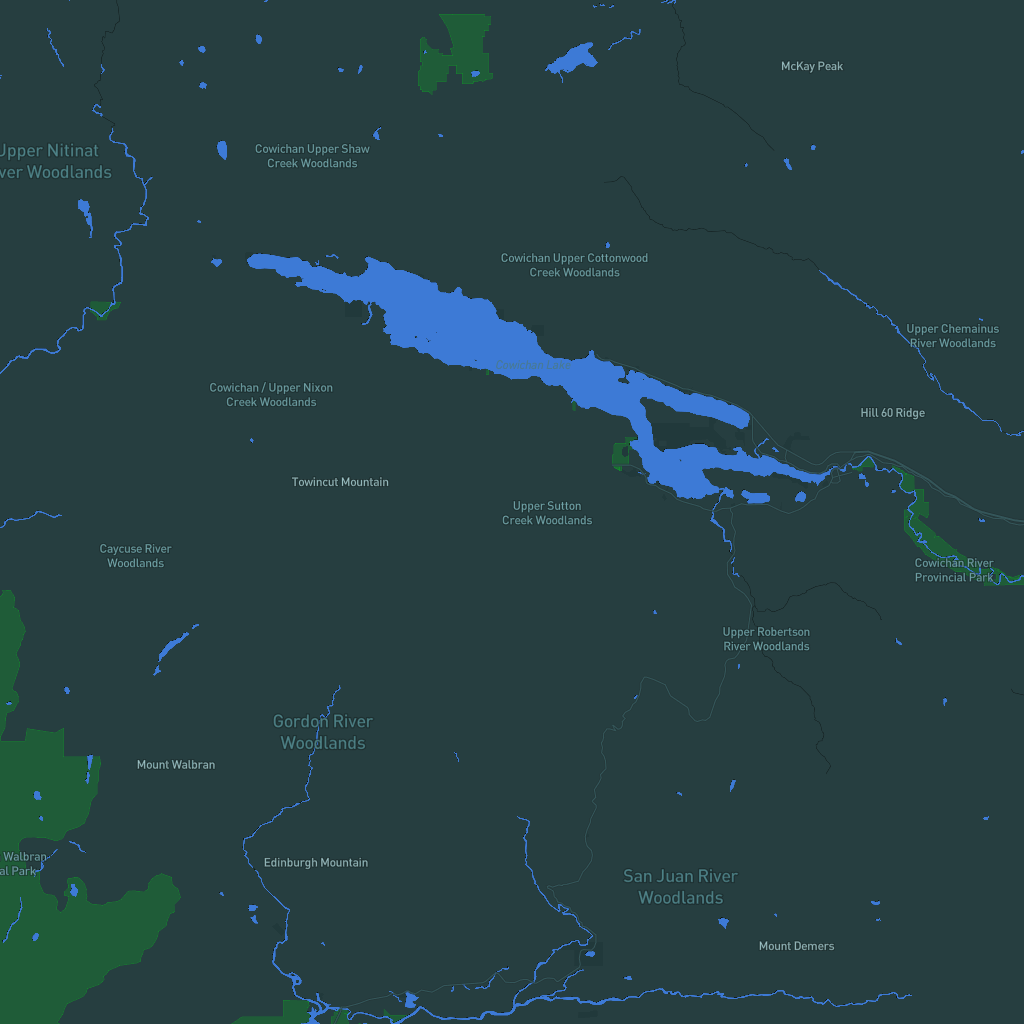 McKay Peak
Upper Nitinat
Woodlands
Cowichan Upper Shaw
Creek Woodlands
Cowichan Upper Cottonwood
Creek Woodlands
Upper Chemainus
River Woodlands
Cowichan / Upper Nixon
Creek Woodlands
Hill 60 Ridge
Towincut Mountain
Upper Sutton
Creek Woodlands
Caycuse River
Woodlands
Cowichan River
Provincial Park
Upper Robertson
River Woodlands
Gordon River
Woodlands
Mount Walbran
Walbran
Park
Edinburgh Mountain
San Juan River
Woodlands
Mount Demers